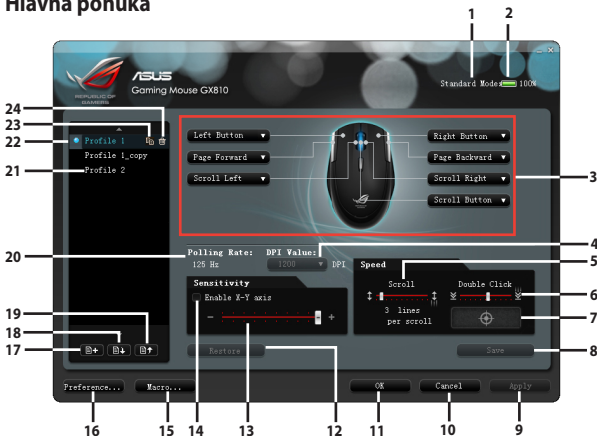 Hlavná ponuka
1
2
REPUBLIC OF
GAMERS
ASUS
Gaming Mouse GX810
Standard Mode
100%
24
23
22
21
Profile 1
Profile 1_copy
Profile 2
Left Button
Page Forward
Scroll Left
Right Button
Page Backward
Scroll Right
Scroll Button
3
20
Polling Rate:
125 Hz
DPI Value:
1200
DPI
4
5
Speed
Scroll
Double Click
3 lines
per scroll
6
7
Sensitivity
Enable X-Y axis
- +
19
18
17
Restore
Save
8
Preference...
Macro...
OK
Cancel
Apply
16
15
14
13
12
11
10
9